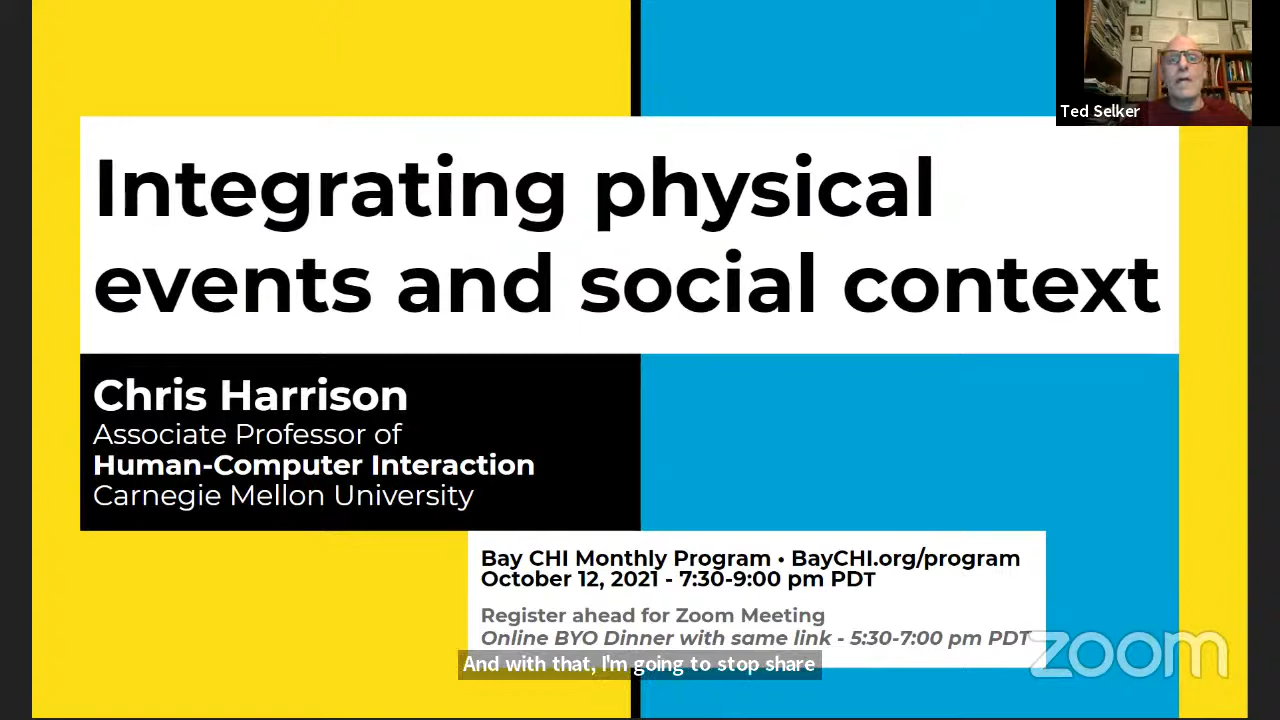 Ted Selker
Integrating physical
events and social context
Chris Harrison
Associate Professor of
Human-Computer Interaction
Carnegie Mellon University
Bay CHI Monthly Program • BayCHI.org/program
October 12, 2021 - 7:30-9:00 pm PDT
Register ahead for Zoom Meeting
Online BYO Dinner with same link - 5:30-7:00 pm PDT
And with that, I'm going to stop share
zoom